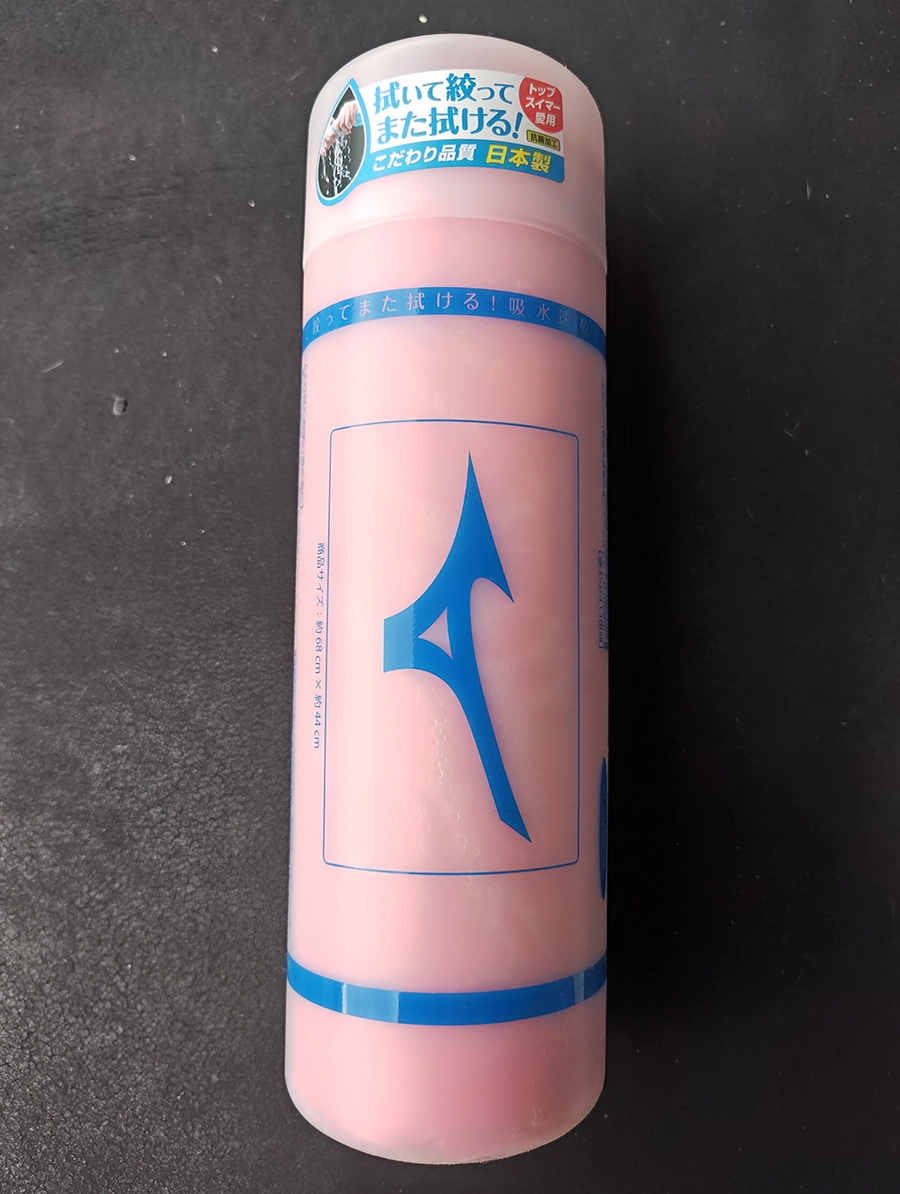 拭いて絞って
また拭ける!
トップ
スイマー
愛用
抗菌加工
こだわり品質 日本製
絞ってまた拭ける!吸水速乾
商品サイズ:約68cm×約44cm